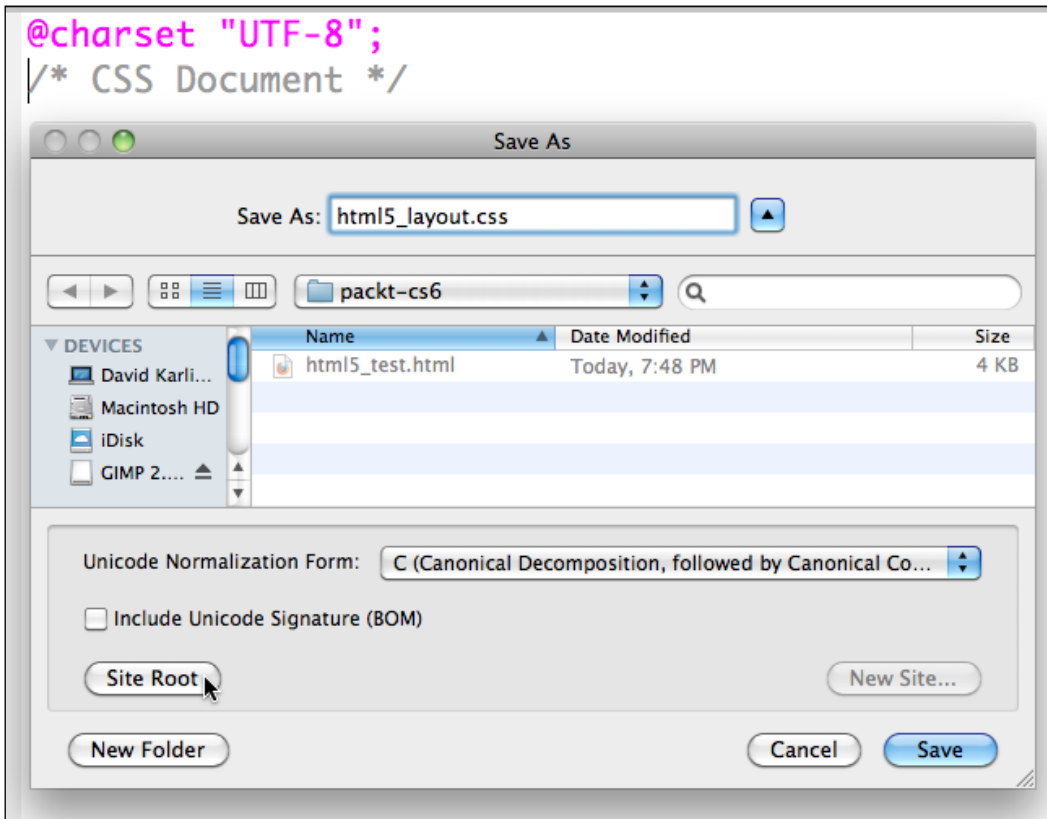 @charset "UTF-8";
/* CSS Document */
Save As
Save As: html5_layout.css
packt-cs6
DEVICES
Name Date Modified Size
html5_test.html Today, 7:48 PM 4 KB
David Karli...
Macintosh HD
iDisk
GIMP 2....
Unicode Normalization Form: C (Canonical Decomposition, followed by Canonical Co...
Include Unicode Signature (BOM)
Site Root New Site...
New Folder Cancel Save